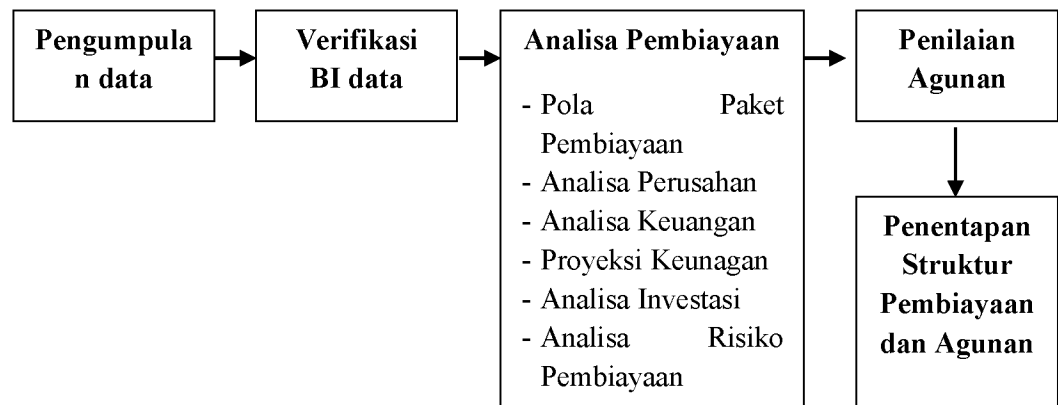 Pengumpula
n data
Verifikasi
BI data
Analisa Pembiayaan
- Pola Paket
Pembiayaan
- Analisa Perusahan
- Analisa Keuangan
- Proyeksi Keunagan
- Analisa Investasi
- Analisa Risiko
Pembiayaan
Penilaian
Agunan
Penentapan
Struktur
Pembiayaan
dan Agunan